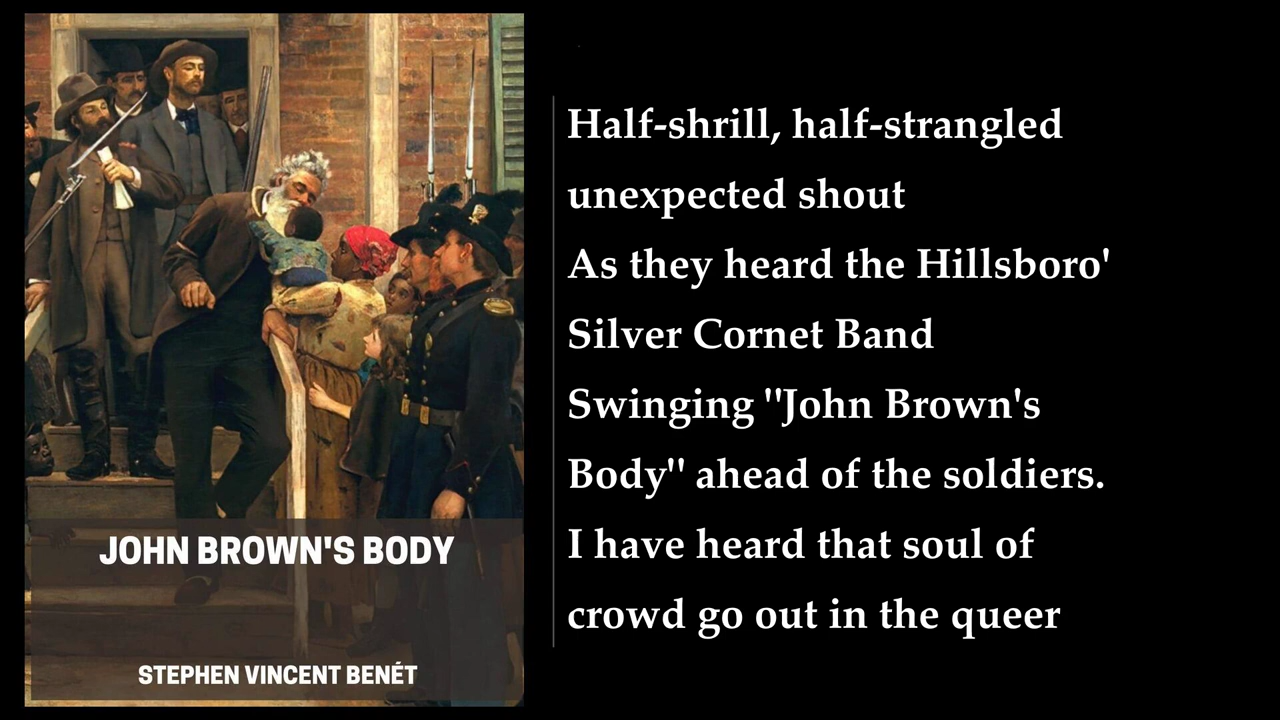 JOHN BROWN'S BODY
STEPHEN VINCENT BENÉT
Half-shrill, half-strangled
unexpected shout
As they heard the Hillsboro'
Silver Cornet Band
Swinging "John Brown's
Body" ahead of the soldiers.
I have heard that soul of
crowd go out in the queer